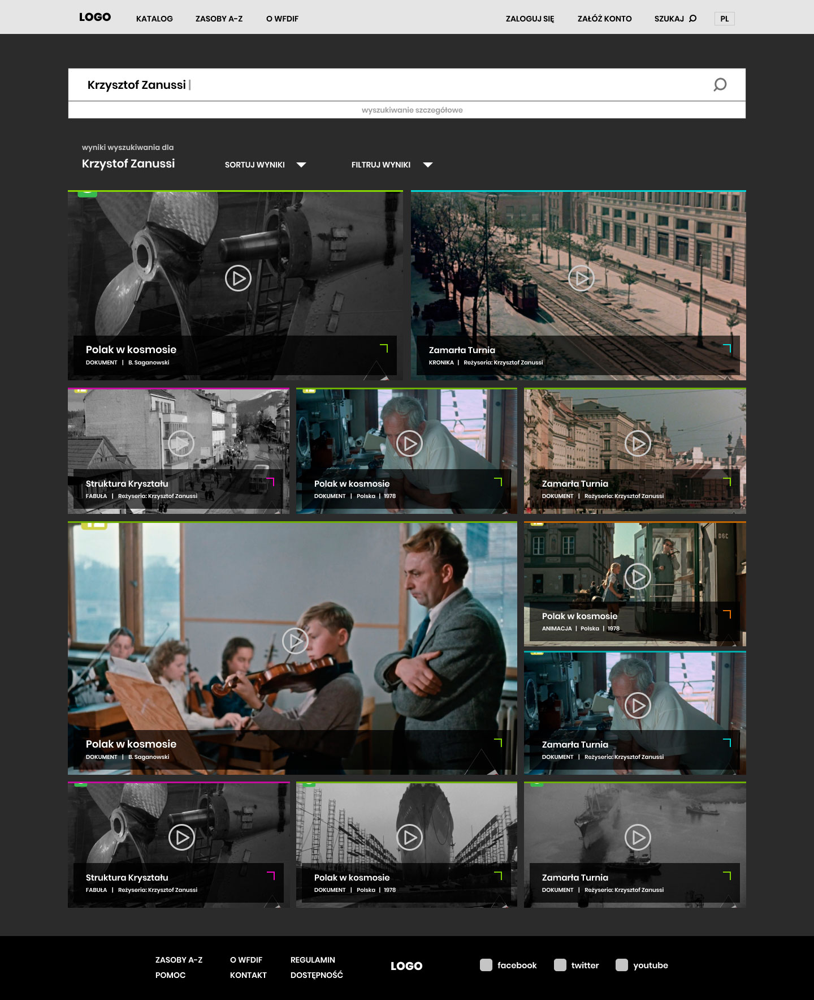 LOGO KATALOG ZASOBY A-Z O WFDIF ZALOGUJ SIĘ ZAŁÓŻ KONTO SZUKAJ PL
Krzysztof Zanussi
wyszukiwanie szczegółowe
wyniki wyszukiwania dla
Krzystof Zanussi SORTUJ WYNIKI FILTRUJ WYNIKI
Polak w kosmosie
DOKUMENT | B. Saganowski
Zamarła Turnia
KRONIKA | Reżyseria: Krzysztof Zanussi
Struktura Kryształu
FABUŁA | Reżyseria: Krzysztof Zanussi
Polak w kosmosie
DOKUMENT | Polska | 1978
Zamarła Turnia
DOKUMENT | Reżyseria: Krzysztof Zanussi
Polak w kosmosie
DOKUMENT | B. Saganowski
DGC
Polak w kosmosie
ANIMACJA | Polska | 1978
Zamarła Turnia
DOKUMENT | Reżyseria: Krzysztof Zanussi
Struktura Kryształu
FABUŁA | Reżyseria: Krzysztof Zanussi
Polak w kosmosie
DOKUMENT | Polska | 1978
Zamarła Turnia
DOKUMENT | Reżyseria: Krzysztof Zanussi
ZASOBY A-Z O WFDIF REGULAMIN
POMOC KONTAKT DOSTĘPNOŚĆ
LOGO
facebook twitter youtube